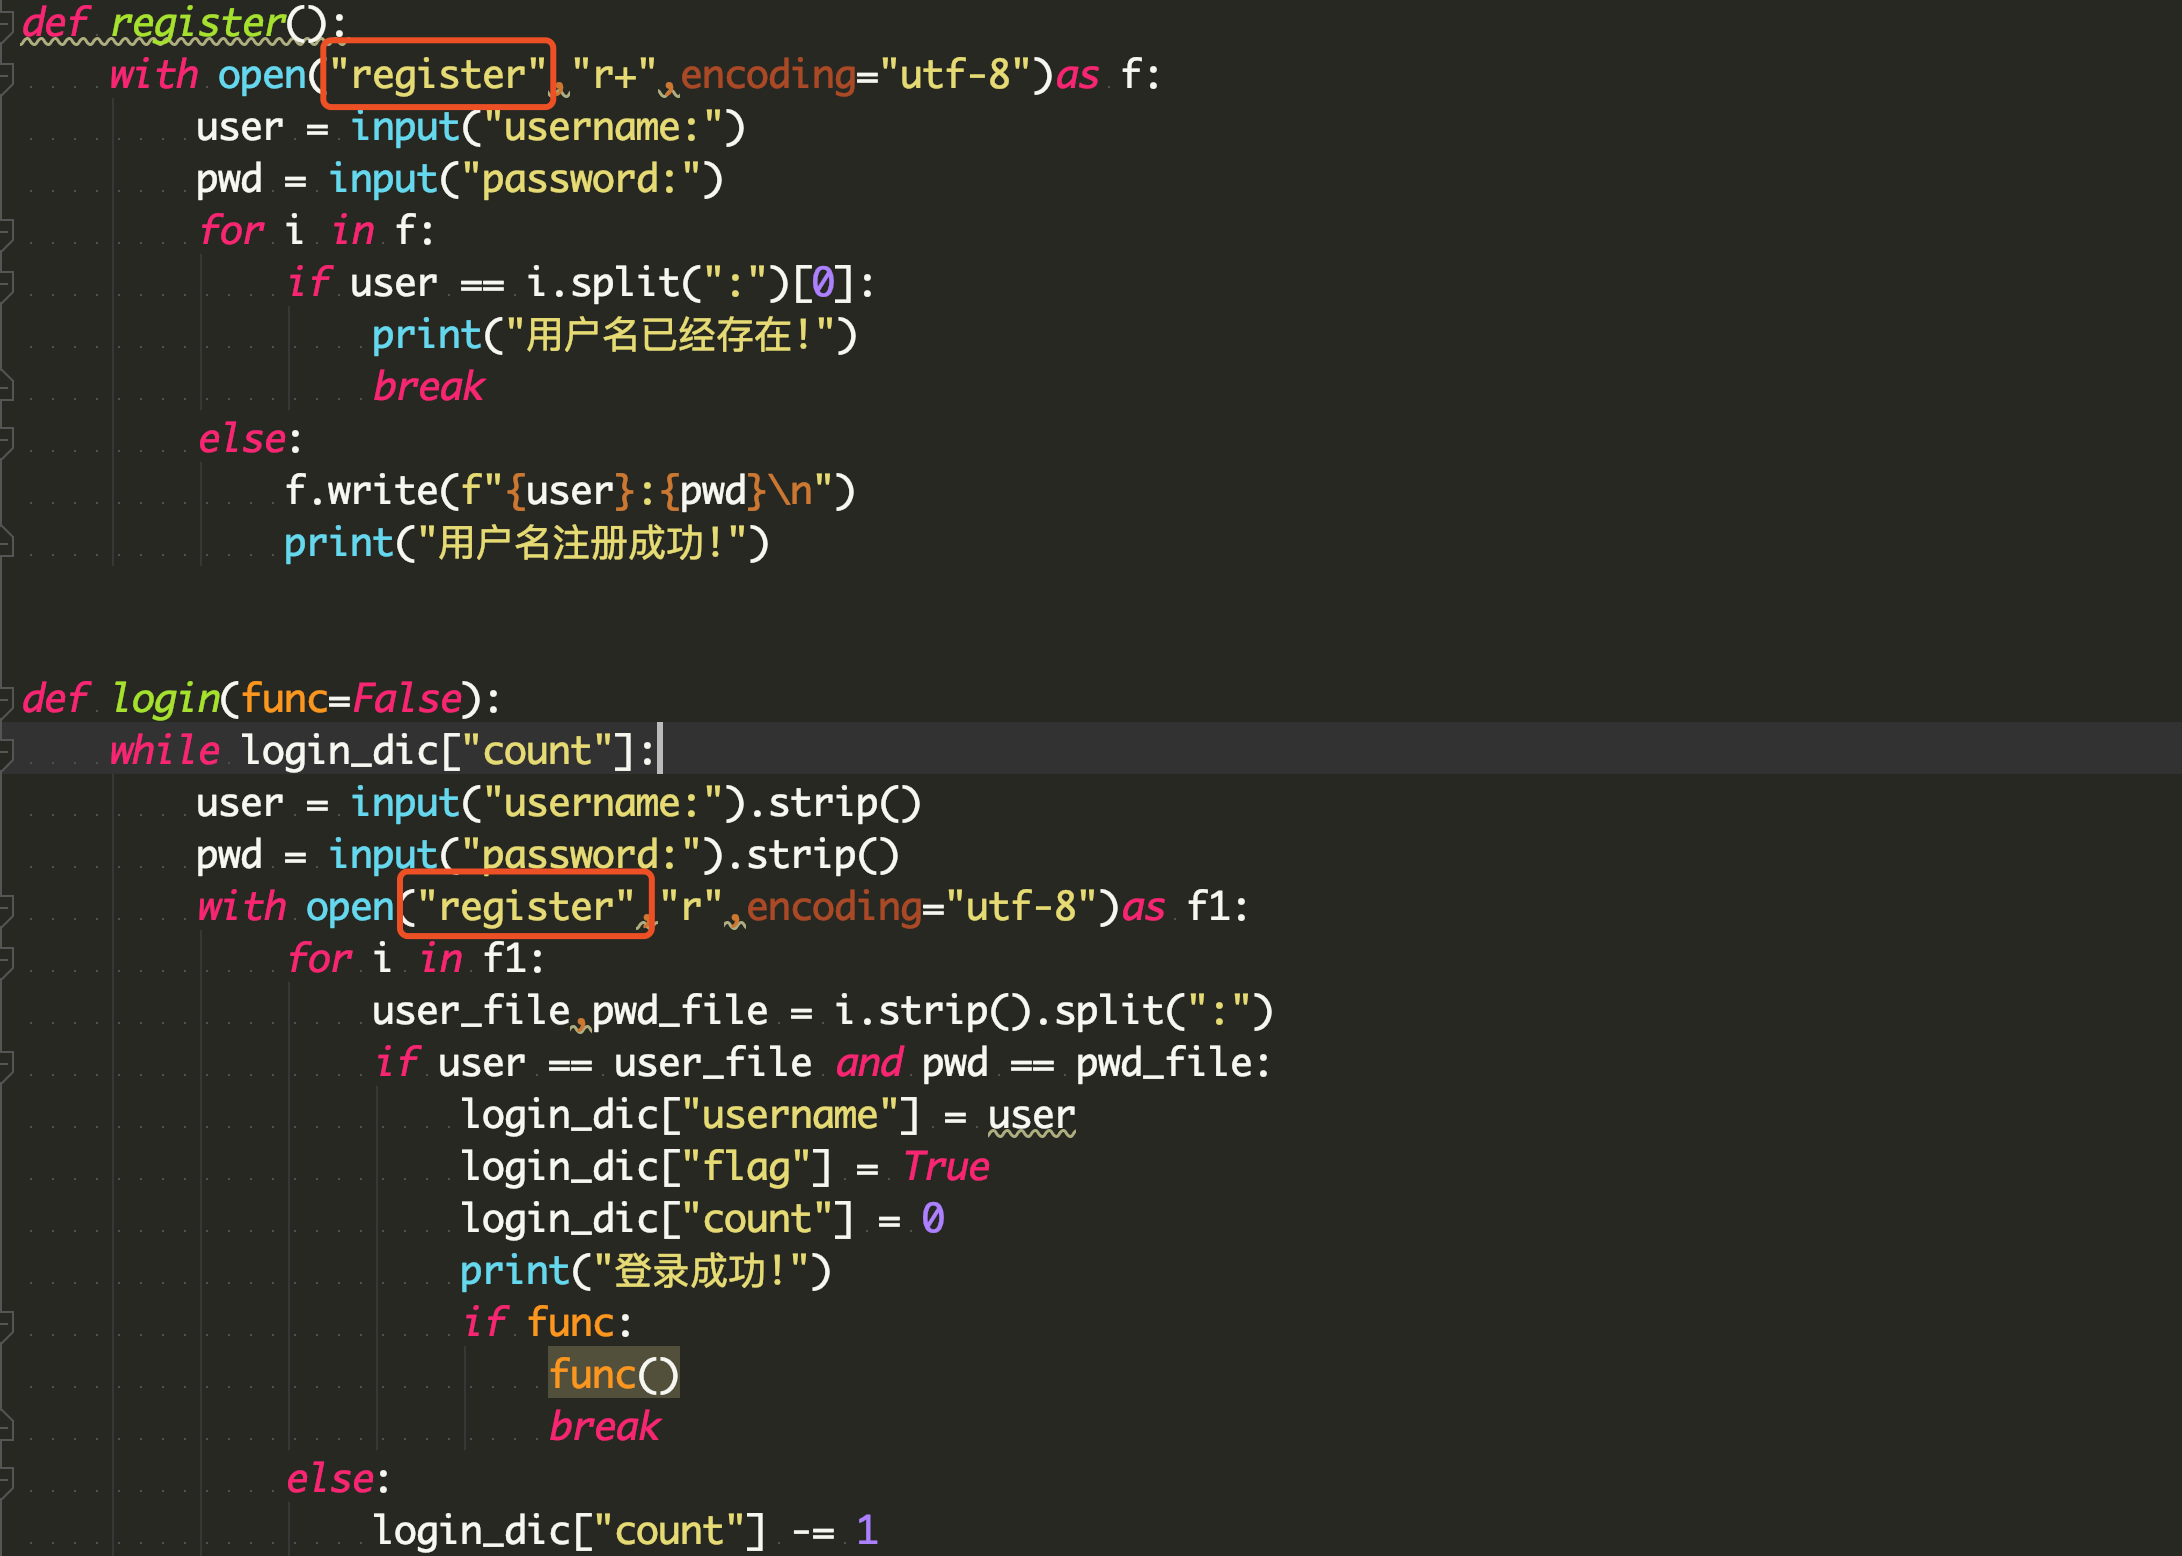 def register():
with open("register","r+",encoding="utf-8")as f:
user = input("username:")
pwd = input("password:")
for i in f:
if user == i.split(":")[0]:
print("用户名已经存在!")
break
else:
f.write(f"{user}:{pwd}\n")
print("用户名注册成功!")
def login(func=False):
while login_dic["count"]:
user = input("username:").strip()
pwd = input("password:").strip()
with open("register","r",encoding="utf-8")as f1:
for i in f1:
user_file,pwd_file = i.strip().split(":")
if user == user_file and pwd == pwd_file:
login_dic["username"] = user
login_dic["flag"] = True
login_dic["count"] = 0
print("登录成功!")
if func:
func()
break
else:
login_dic["count"] -= 1